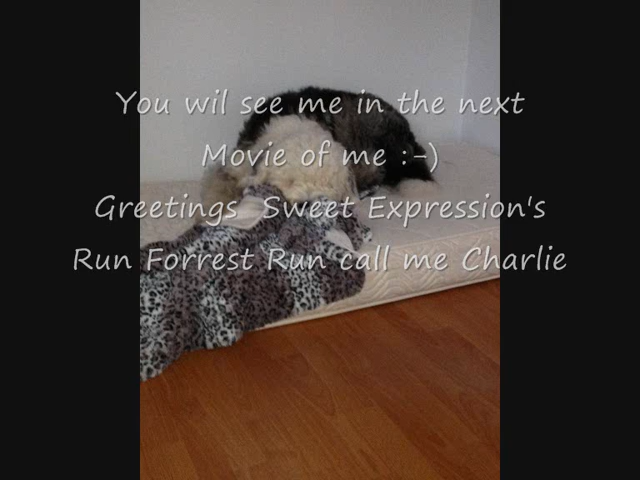 You wil see me in the next
Movie of me :-)
Greetings Sweet Expression's
Run Forrest Run call me Charlie